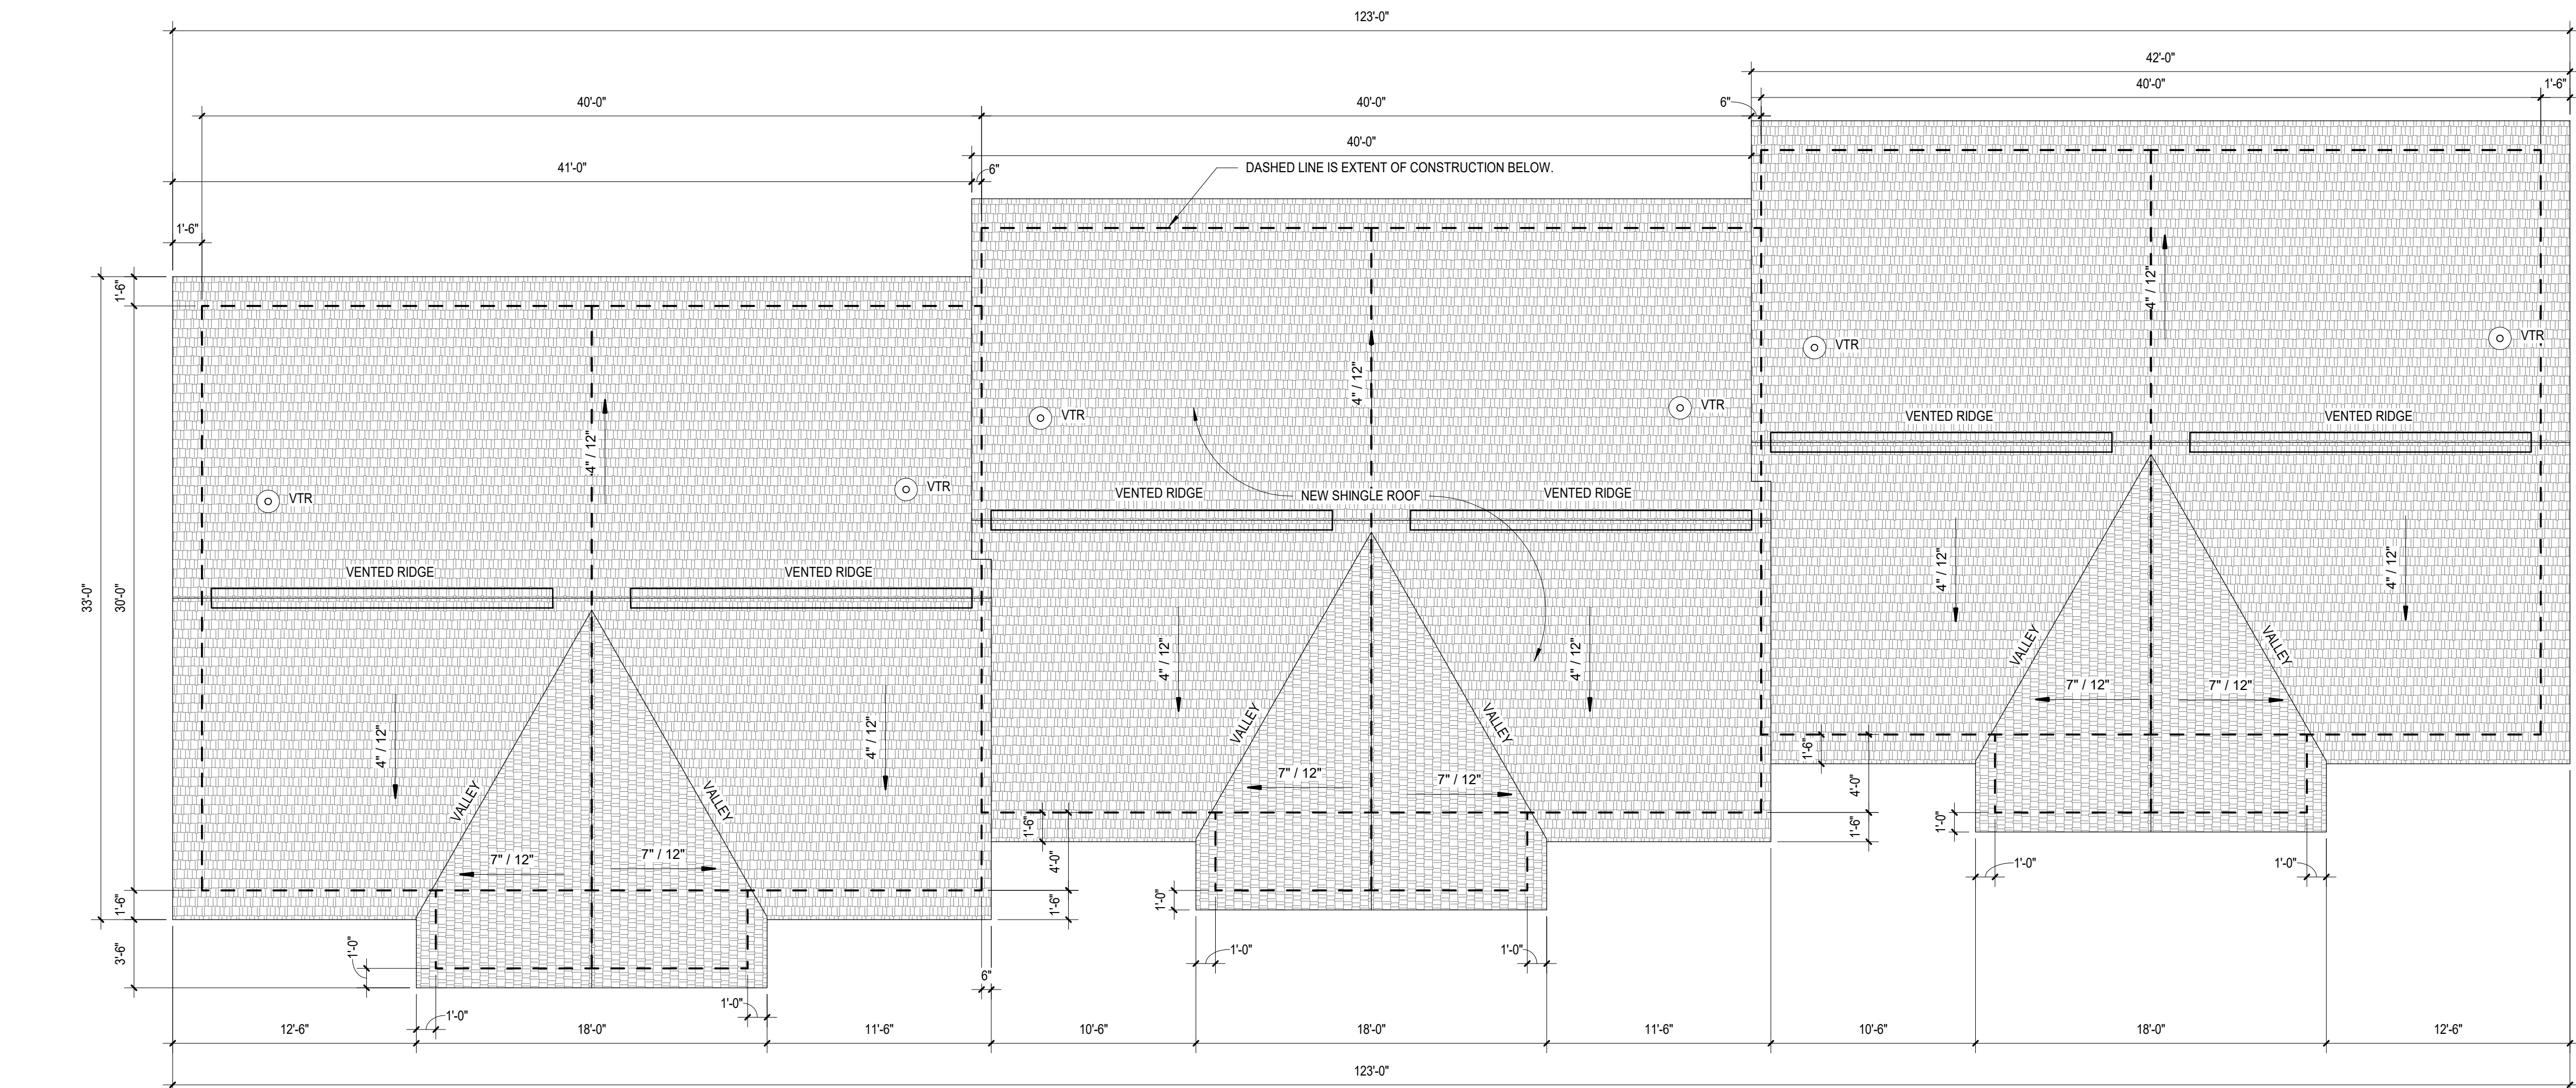 123'-0"
42'-0"
40'-0"
1'-6"
40'-0"
40'-0"
6"
40'-0"
41'-0"
6"
DASHED LINE IS EXTENT OF CONSTRUCTION BELOW.
1'-6"
1'-6"
33'-0"
30'-0"
1'-6"
3'-6"
4" / 12"
VTR
VTR
VENTED RIDGE
VENTED RIDGE
4" / 12"
4" / 12"
VALLEY
VALLEY
7" / 12"
7" / 12"
1'-0"
1'-0"
1'-0"
4" / 12"
VTR
VTR
VENTED RIDGE
NEW SHINGLE ROOF
VENTED RIDGE
4" / 12"
4" / 12"
VALLEY
VALLEY
7" / 12"
7" / 12"
1'-6"
4'-0"
1'-6"
1'-0"
1'-0"
1'-0"
6"
4" / 12"
VTR
VTR
VENTED RIDGE
VENTED RIDGE
4" / 12"
4" / 12"
VALLEY
VALLEY
7" / 12"
7" / 12"
1'-6"
4'-0"
1'-6"
1'-0"
1'-0"
1'-0"
12'-6"
18'-0"
11'-6"
10'-6"
18'-0"
11'-6"
10'-6"
18'-0"
12'-6"
123'-0"